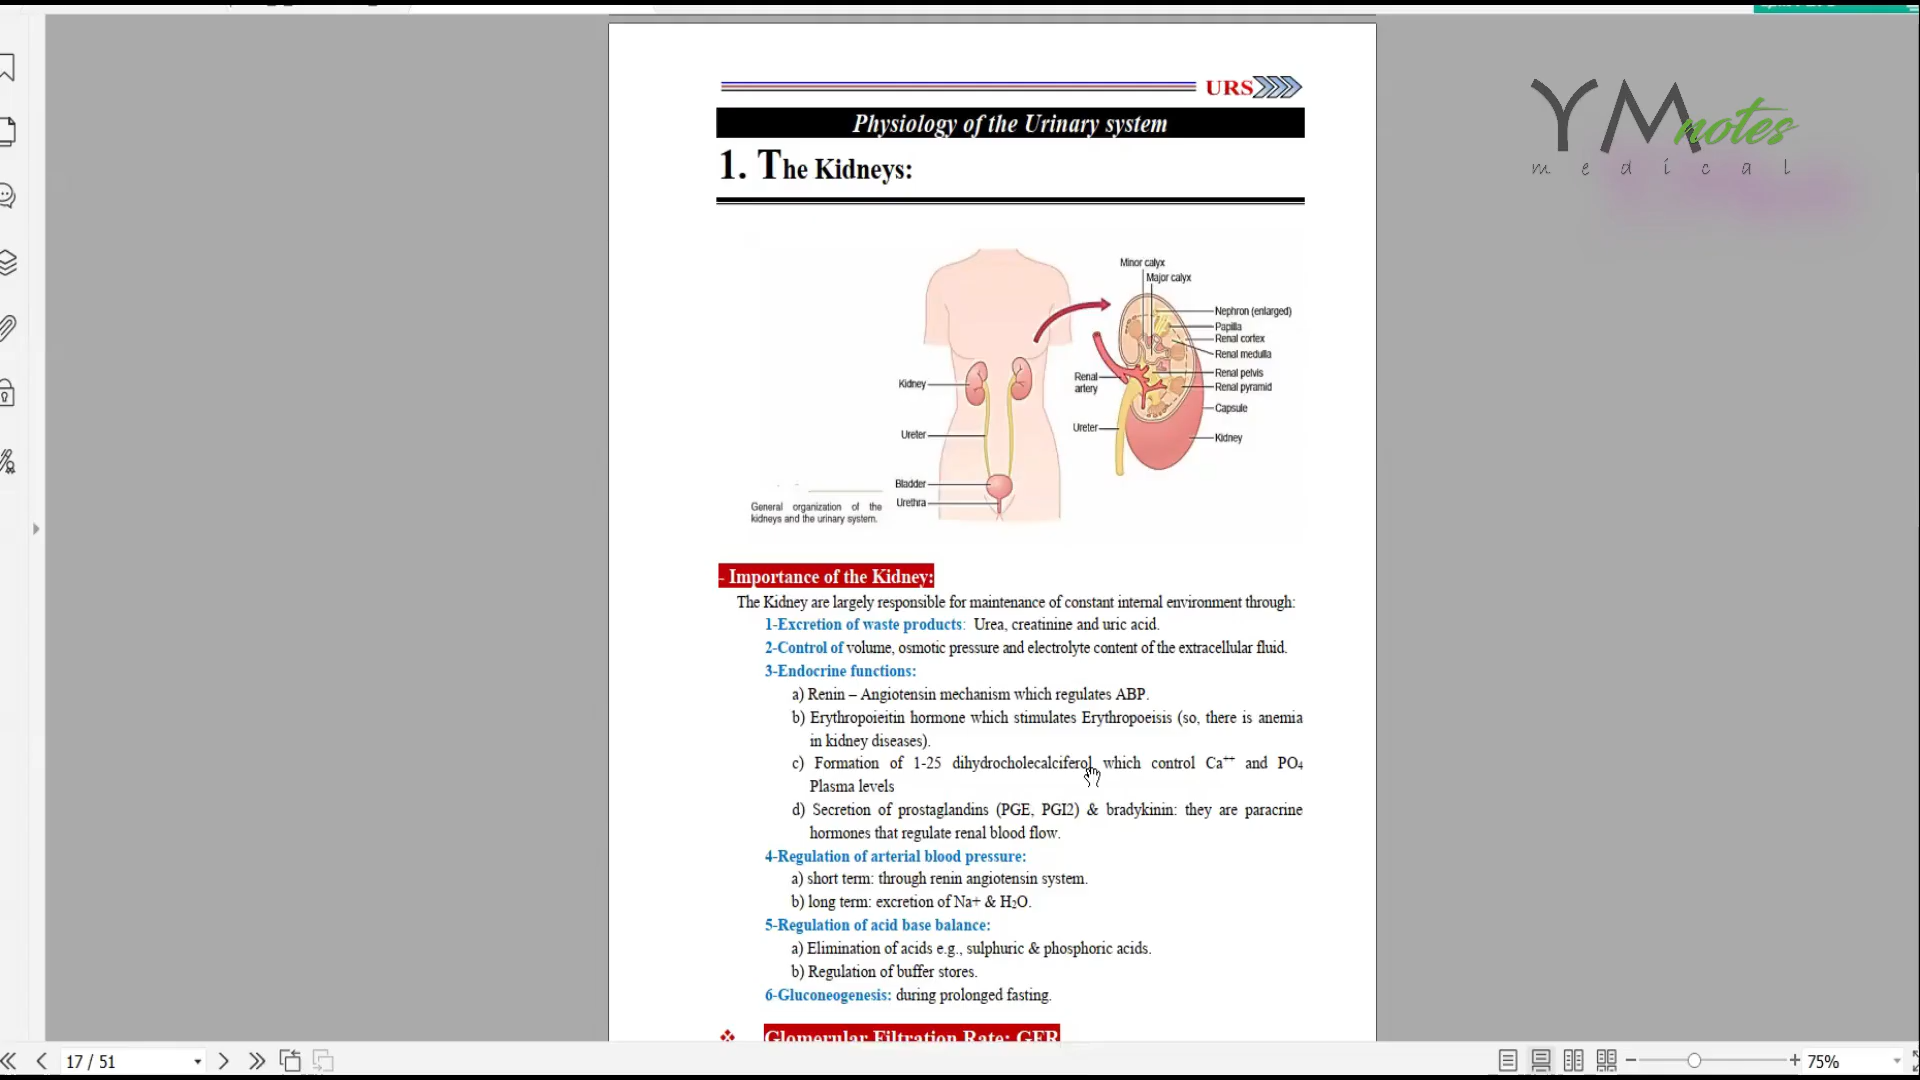 URS
YM notes
medical
Physiology of the Urinary system
1. The Kidneys:
Minor calyx
Major calyx
Nephron (enlarged)
Papilla
Renal cortex
Renal medulla
Renal pelvis
Renal pyramid
Capsule
Kidney
Renal
artery
Ureter
Kidney
Ureter
Bladder
Urethra
General organization of the
kidneys and the urinary system.
- Importance of the Kidney:
The Kidney are largely responsible for maintenance of constant internal environment through:
1-Excretion of waste products: Urea, creatinine and uric acid.
2-Control of volume, osmotic pressure and electrolyte content of the extracellular fluid.
3-Endocrine functions:
a) Renin – Angiotensin mechanism which regulates ABP.
b) Erythropoieitin hormone which stimulates Erythropoeisis (so, there is anemia
in kidney diseases).
c) Formation of 1-25 dihydrocholecalciferol which control Ca⁺⁺ and PO₄
Plasma levels
d) Secretion of prostaglandins (PGE, PGI2) & bradykinin: they are paracrine
hormones that regulate renal blood flow.
4-Regulation of arterial blood pressure:
a) short term: through renin angiotensin system.
b) long term: excretion of Na+ & H₂O.
5-Regulation of acid base balance:
a) Elimination of acids e.g., sulphuric & phosphoric acids.
b) Regulation of buffer stores.
6-Gluconeogenesis: during prolonged fasting.
❖ Glomerular Filtration Rate: GFR
17 / 51
75%